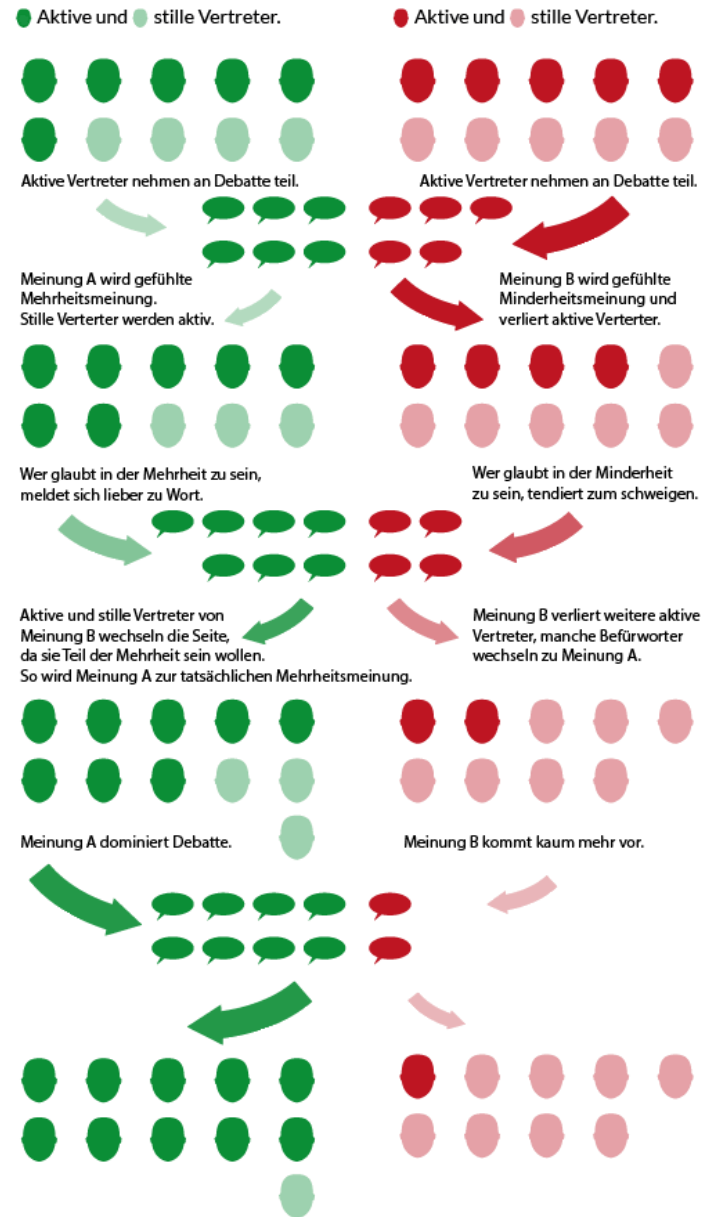 Aktive und stille Vertreter.
Aktive und stille Vertreter.
Aktive Vertreter nehmen an Debatte teil.
Aktive Vertreter nehmen an Debatte teil.
Meinung A wird gefühlte
Mehrheitsmeinung.
Stille Verterter werden aktiv.
Meinung B wird gefühlte
Minderheitsmeinung und
verliert aktive Verterter.
Wer glaubt in der Mehrheit zu sein,
meldet sich lieber zu Wort.
Wer glaubt in der Minderheit
zu sein, tendiert zum schweigen.
Aktive und stille Vertreter von
Meinung B wechseln die Seite,
da sie Teil der Mehrheit sein wollen.
So wird Meinung A zur tatsächlichen Mehrheitsmeinung.
Meinung B verliert weitere aktive
Vertreter, manche Befürworter
wechseln zu Meinung A.
Meinung A dominiert Debatte.
Meinung B kommt kaum mehr vor.